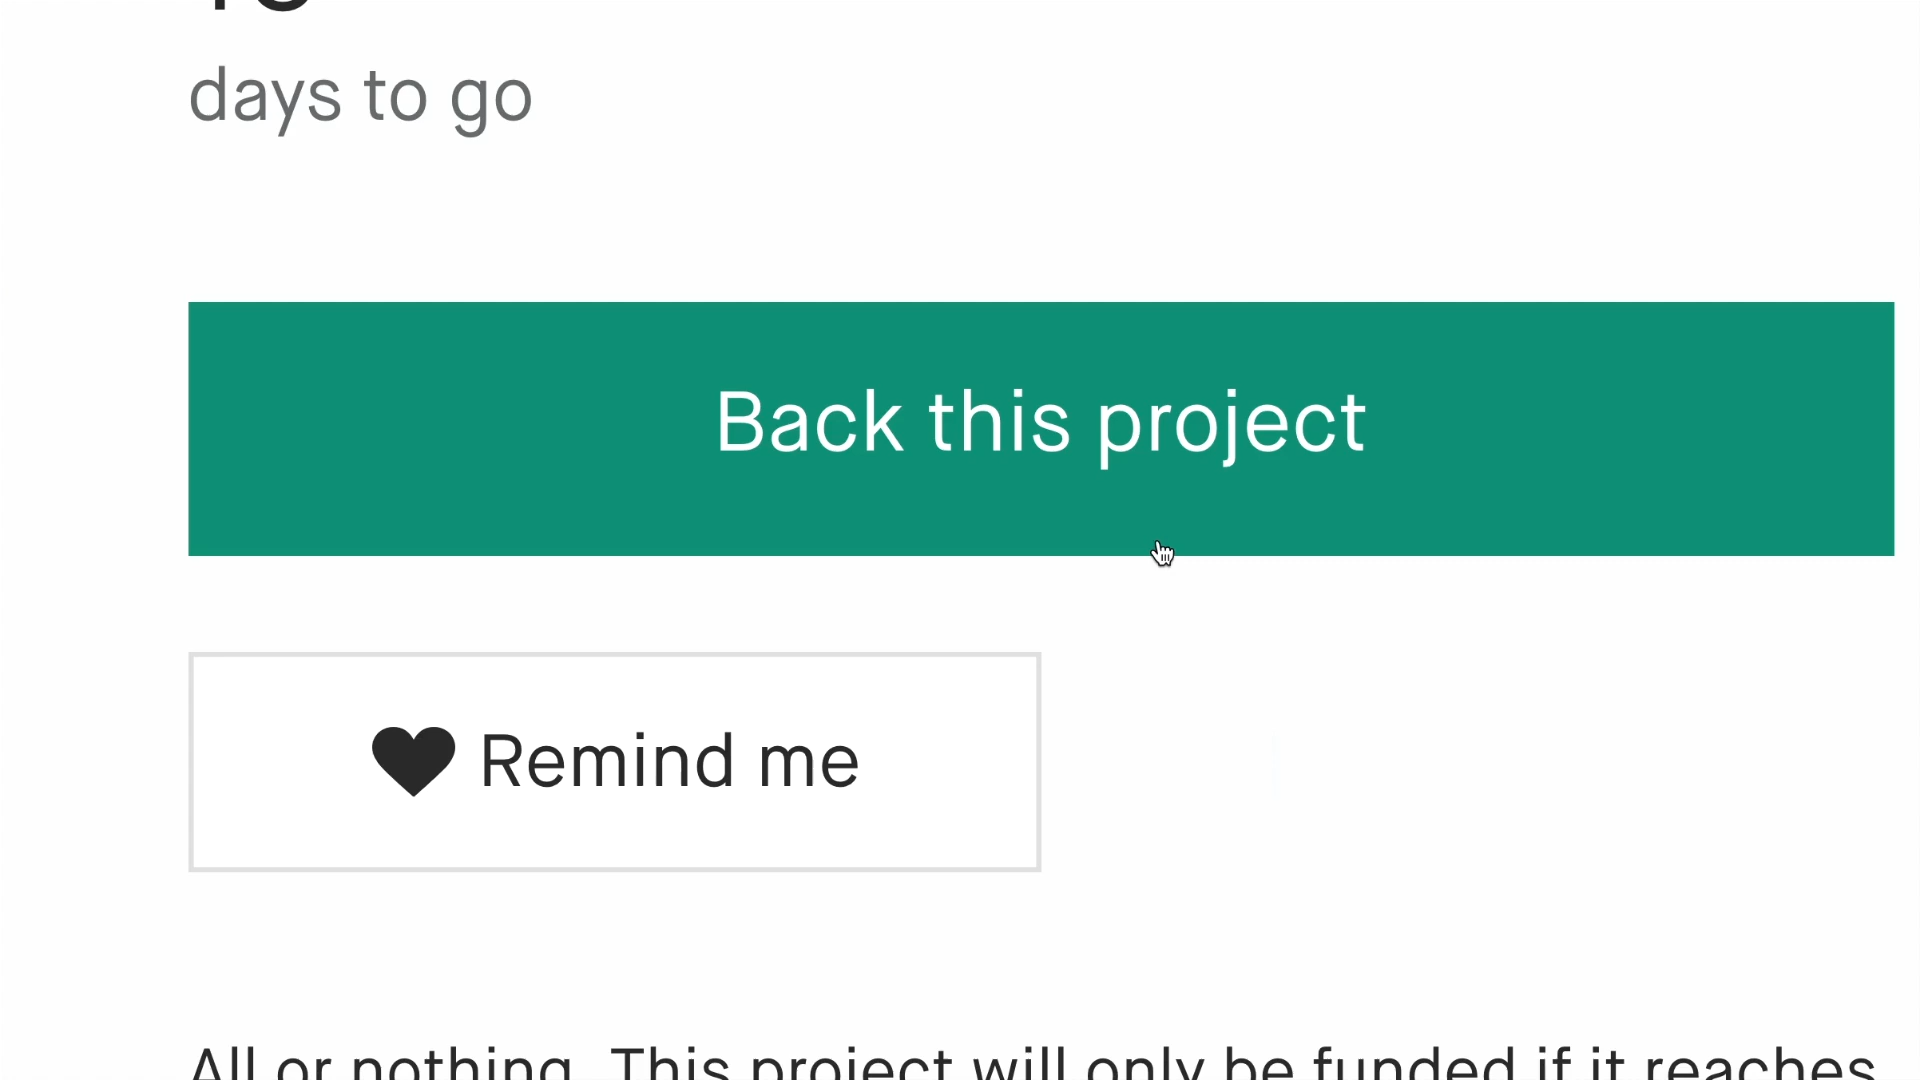 days to go
Back this project
Remind me
All or nothing. This project will only be funded if it reaches